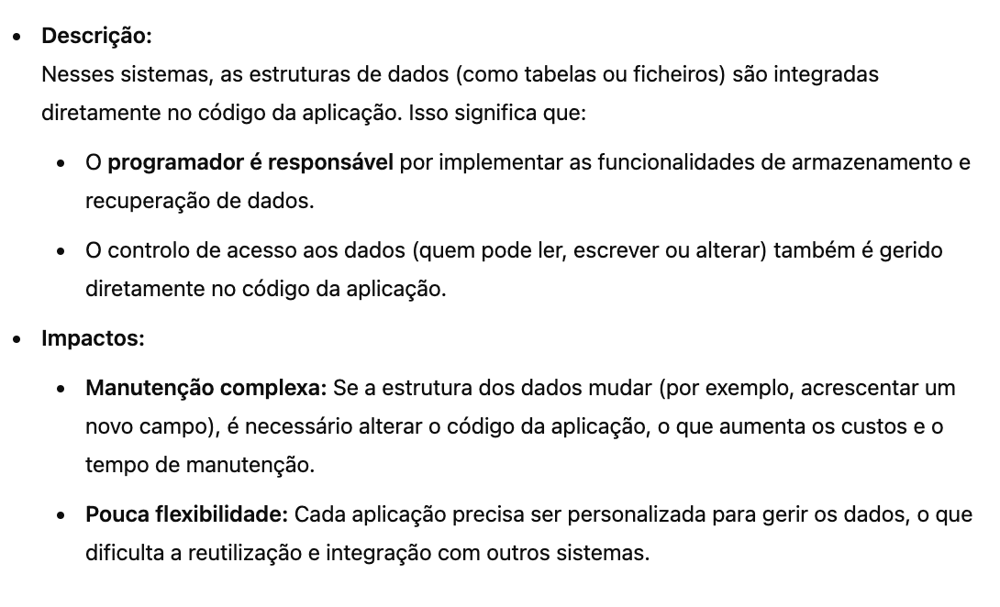 • Descrição:
Nesses sistemas, as estruturas de dados (como tabelas ou ficheiros) são integradas
diretamente no código da aplicação. Isso significa que:
• O programador é responsável por implementar as funcionalidades de armazenamento e
recuperação de dados.
• O controlo de acesso aos dados (quem pode ler, escrever ou alterar) também é gerido
diretamente no código da aplicação.
• Impactos:
• Manutenção complexa: Se a estrutura dos dados mudar (por exemplo, acrescentar um
novo campo), é necessário alterar o código da aplicação, o que aumenta os custos e o
tempo de manutenção.
• Pouca flexibilidade: Cada aplicação precisa ser personalizada para gerir os dados, o que
dificulta a reutilização e integração com outros sistemas.